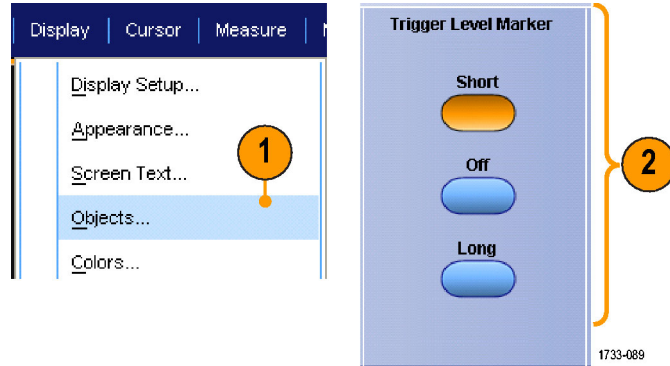 Display | Cursor | Measure |
Display Setup...
Appearance...
Screen Text...
Objects...
Colors...
1
Trigger Level Marker
Short
Off
Long
2
1733-089